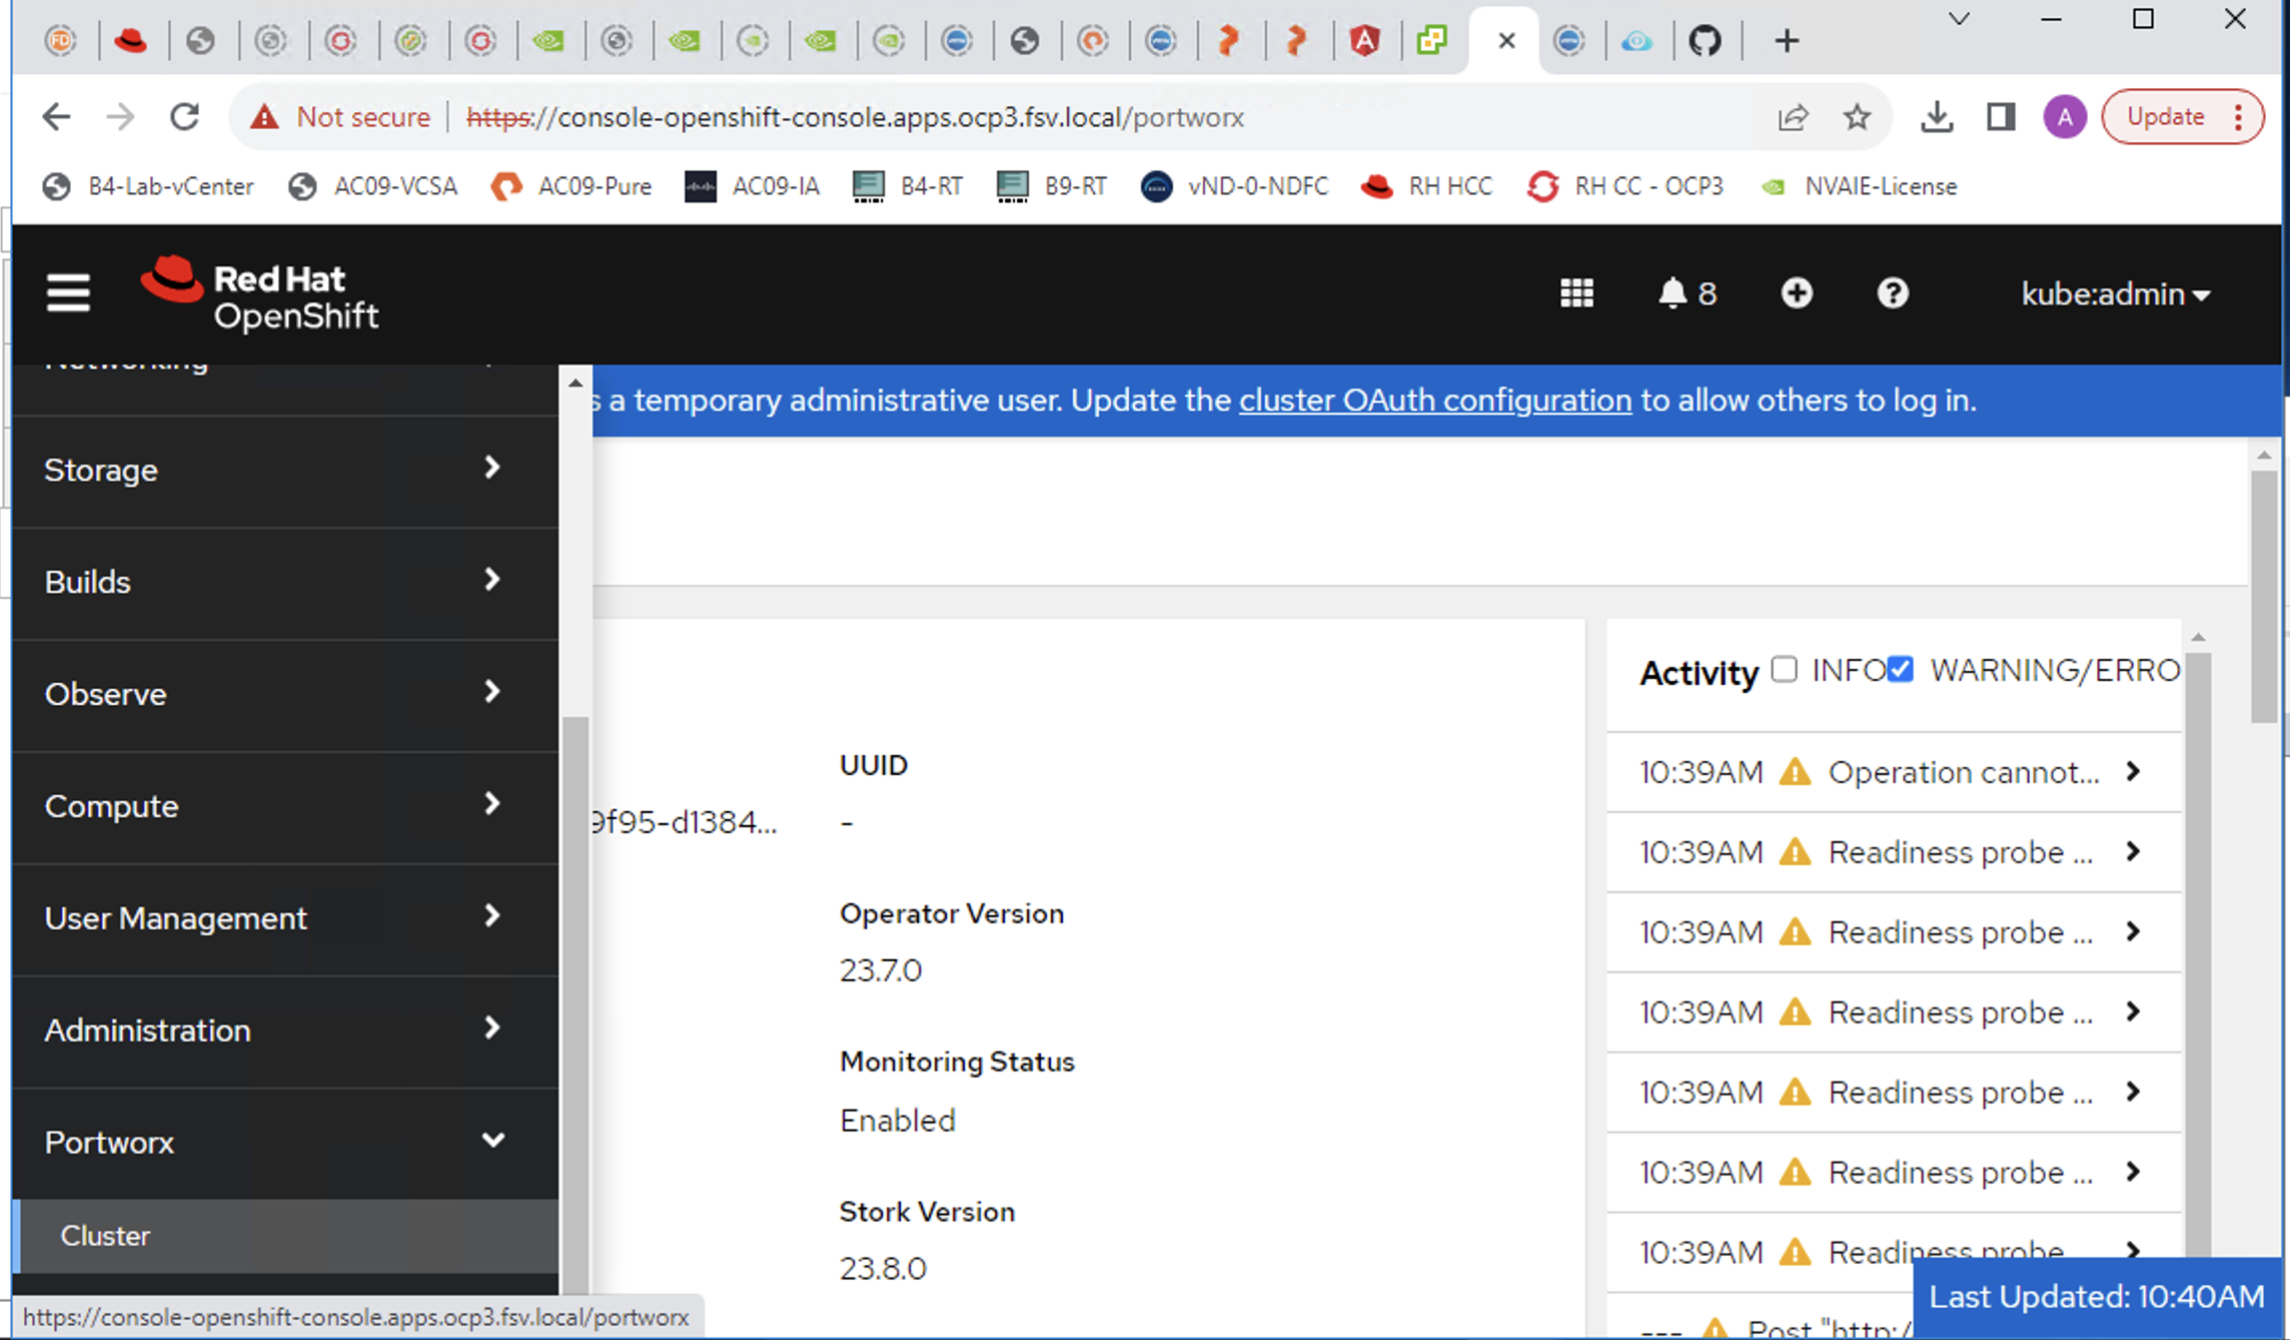 Not secure
https://console-openshift-console.apps.ocp3.fsv.local/portworx
A
Update
B4-Lab-vCenter
AC09-VCSA
AC09-Pure
AC09-IA
B4-RT
B9-RT
vND-0-NDFC
RH HCC
RH CC - OCP3
NVAIE-License
Red Hat
OpenShift
8
kube:admin
Networking
s a temporary administrative user. Update the cluster OAuth configuration to allow others to log in.
Storage
Builds
Observe
Compute
User Management
Administration
Portworx
Cluster
9f95-d1384...
UUID
-
Operator Version
23.7.0
Monitoring Status
Enabled
Stork Version
23.8.0
Activity INFO WARNING/ERRO
10:39AM Operation cannot...
10:39AM Readiness probe ...
10:39AM Readiness probe ...
10:39AM Readiness probe ...
10:39AM Readiness probe ...
10:39AM Readiness probe ...
10:39AM Readiness probe
--- Post "http:/
Last Updated: 10:40AM
https://console-openshift-console.apps.ocp3.fsv.local/portworx